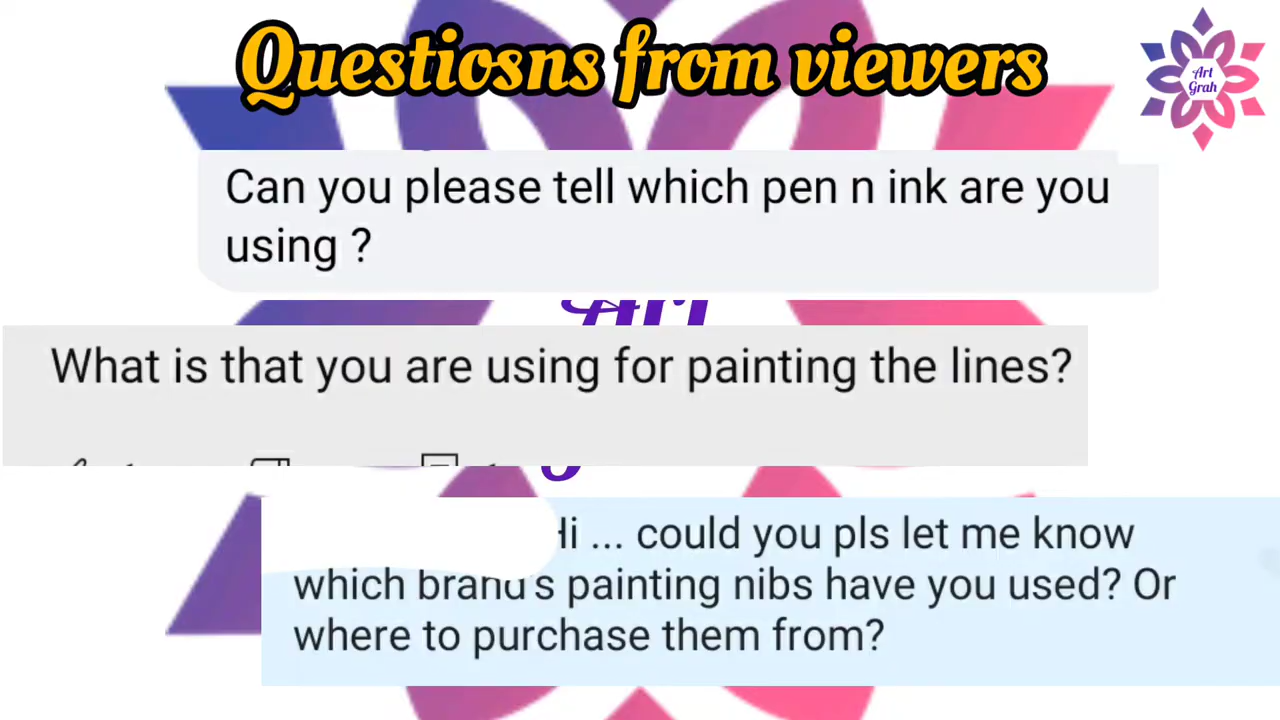 Questiosns from viewers
Art
Grah
Can you please tell which pen n ink are you
using ?
Art
What is that you are using for painting the lines?
Hi ... could you pls let me know
which brand's painting nibs have you used? Or
where to purchase them from?